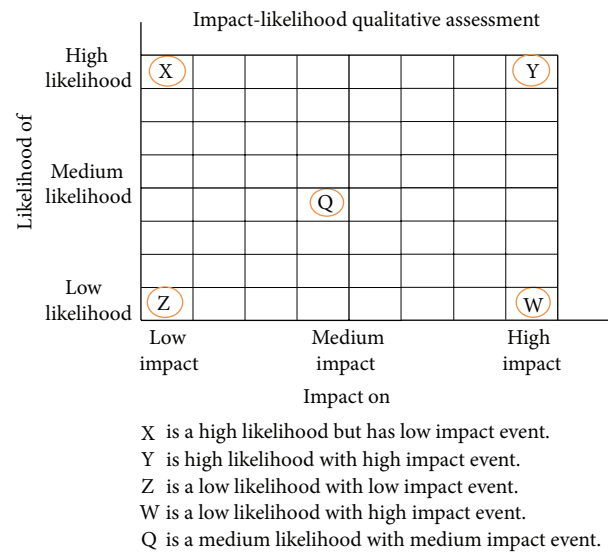 Impact-likelihood qualitative assessment
High
likelihood
X
Y
Likelihood of
Medium
likelihood
Q
Low
likelihood
Z
W
Low
impact
Medium
impact
High
impact
Impact on
X is a high likelihood but has low impact event.
Y is high likelihood with high impact event.
Z is a low likelihood with low impact event.
W is a low likelihood with high impact event.
Q is a medium likelihood with medium impact event.